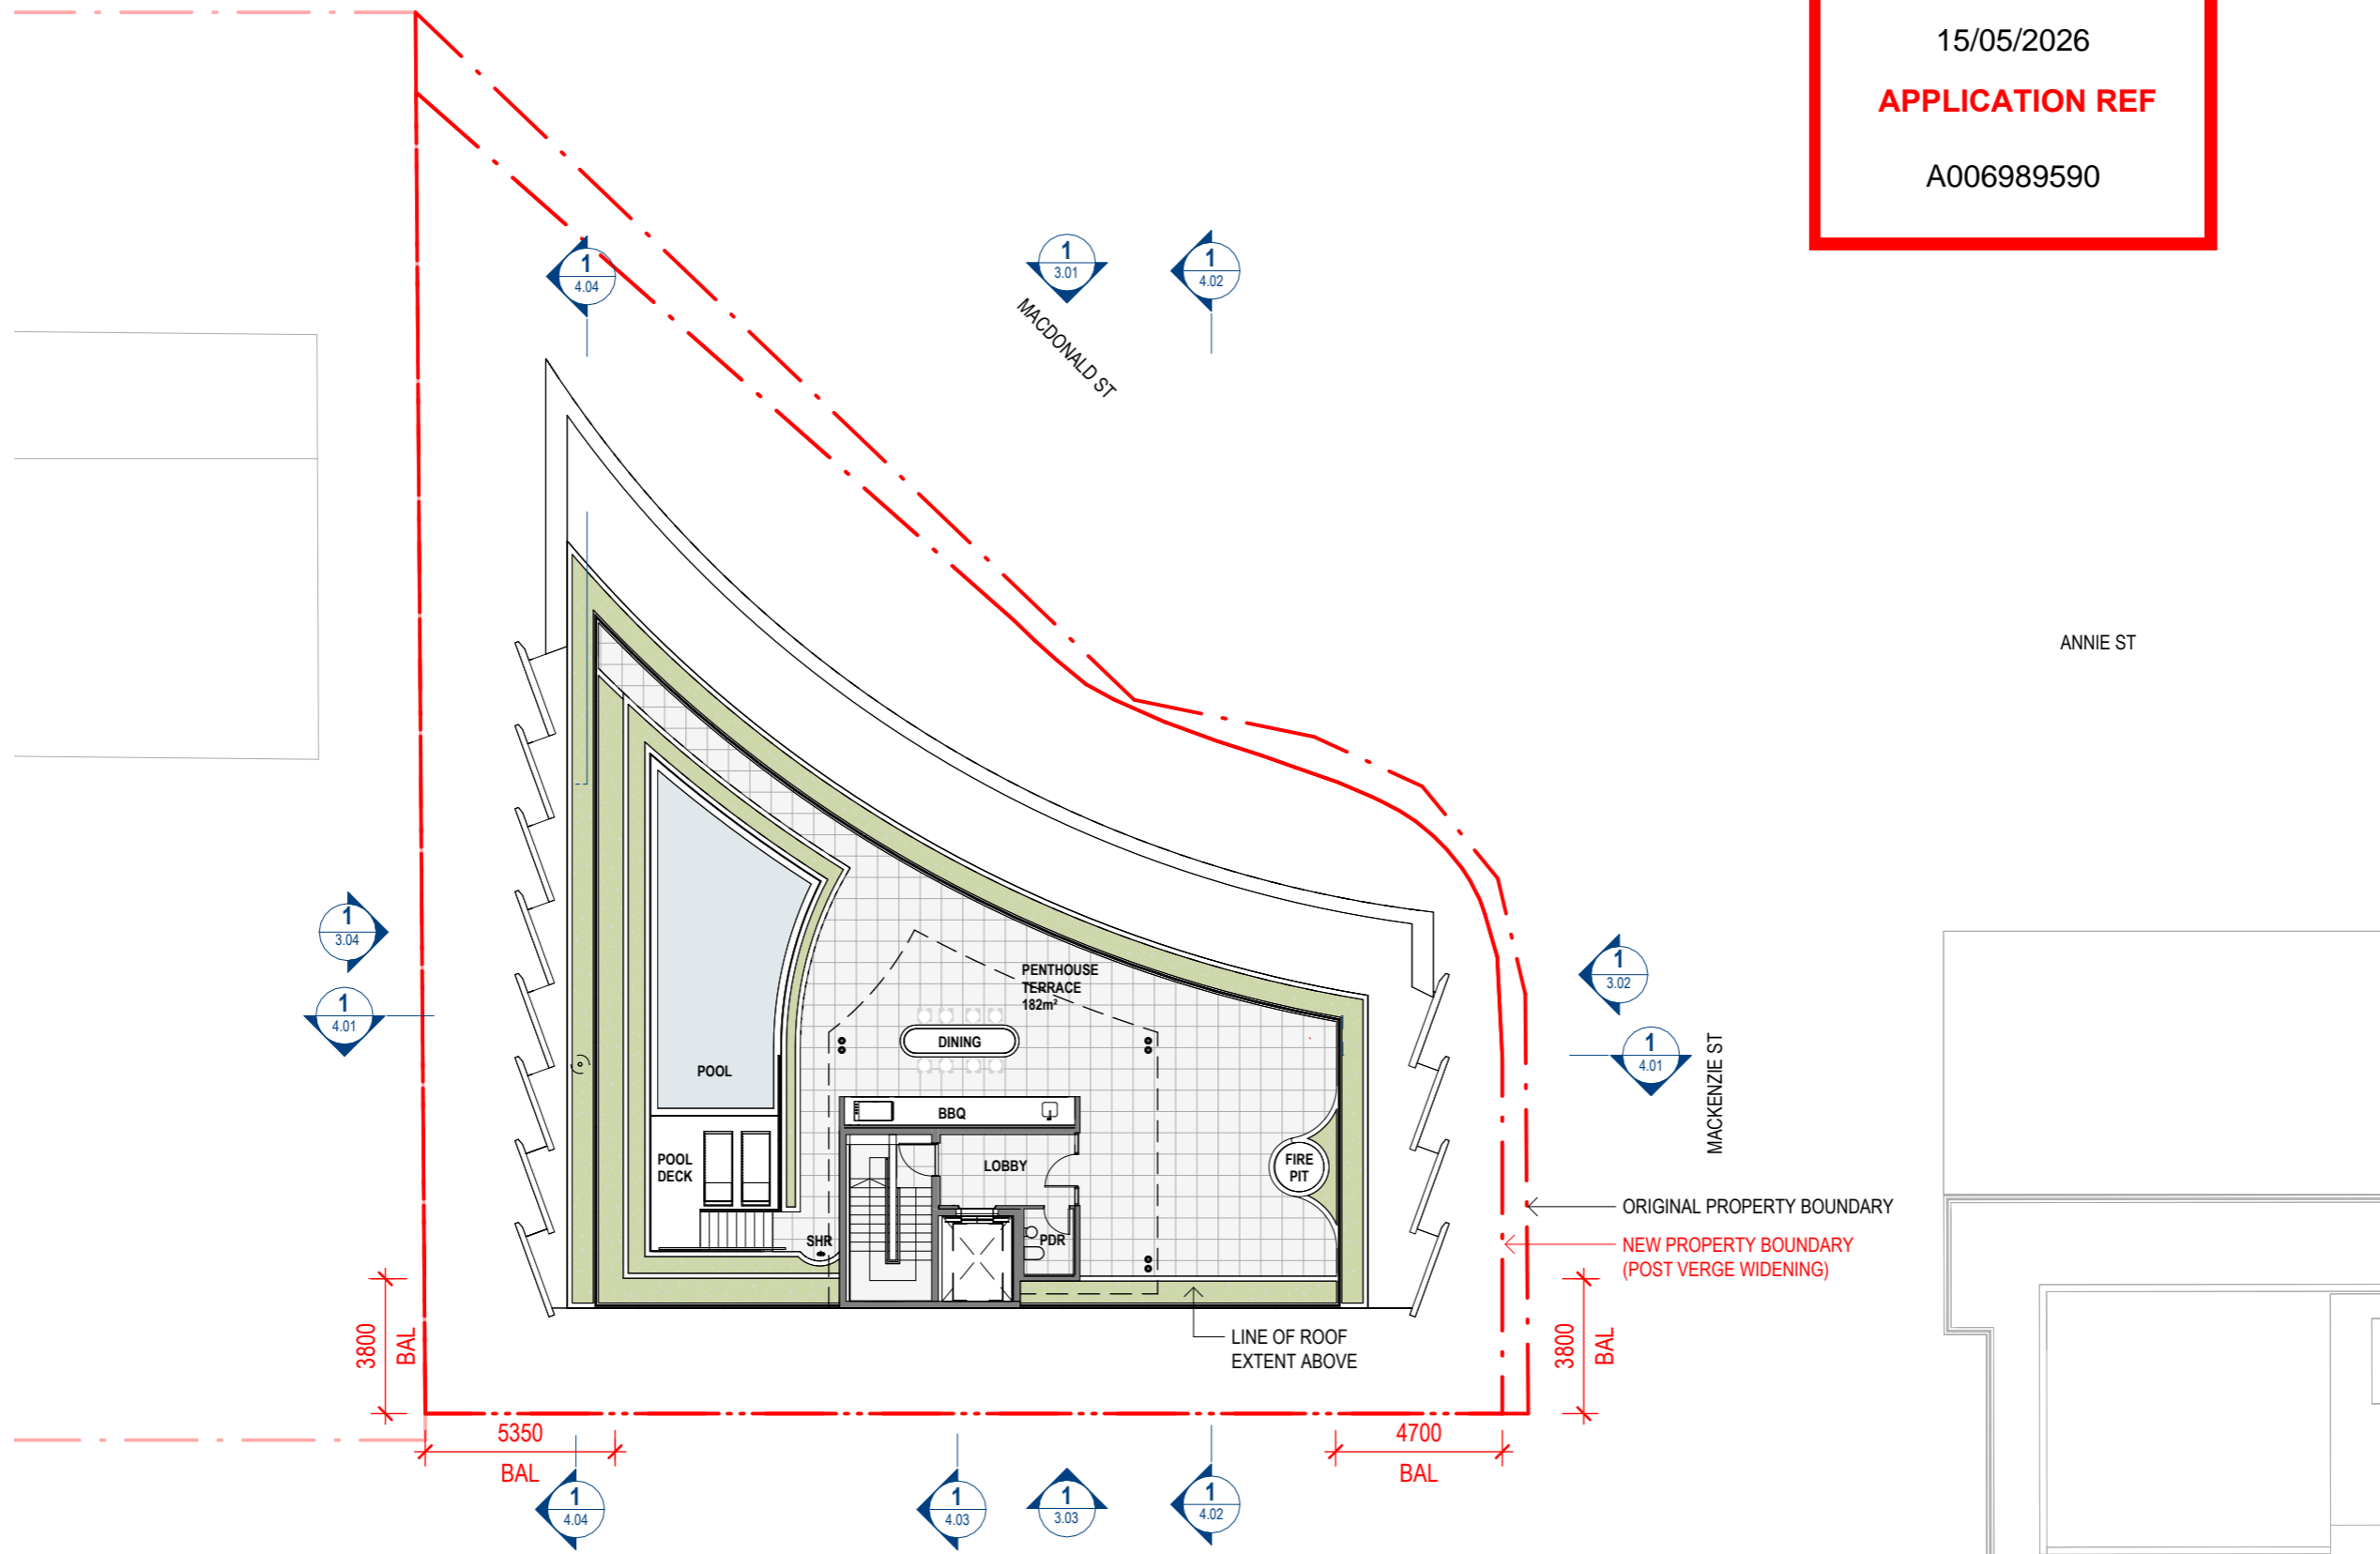 15/05/2026
APPLICATION REF
A006989590
1
4.04
1
3.01
1
4.02
MACDONALD ST
ANNIE ST
1
3.04
1
4.01
PENTHOUSE
TERRACE
182m²
DINING
POOL
BBQ
POOL
DECK
LOBBY
FIRE
PIT
SHR
PDR
1
3.02
1
4.01
MACKENZIE ST
ORIGINAL PROPERTY BOUNDARY
NEW PROPERTY BOUNDARY
(POST VERGE WIDENING)
LINE OF ROOF
EXTENT ABOVE
3800
BAL
3800
BAL
5350
BAL
4700
BAL
1
4.04
1
4.03
1
3.03
1
4.02